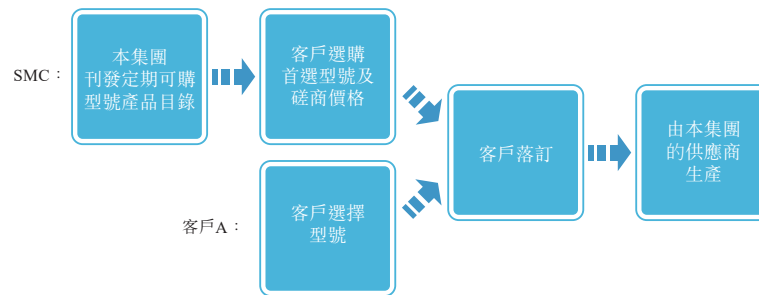 SMC：
本集團
刊發定期可購
型號產品目錄
客戶選購
首選型號及
磋商價格
客戶A：
客戶選擇
型號
客戶落訂
由本集團
的供應商
生產